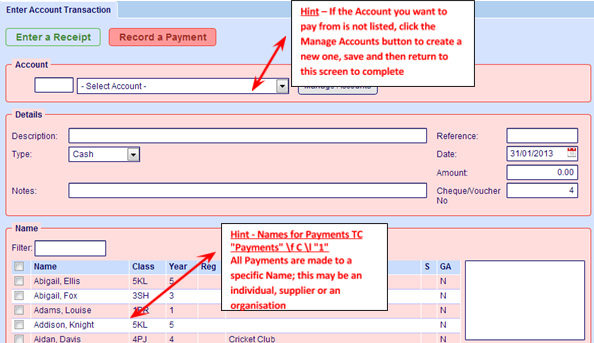 Enter Account Transaction
Enter a Receipt
Record a Payment
Hint – If the Account you want to
pay from is not listed, click the
Manage Accounts button to create a
new one, save and then return to
this screen to complete
Account
- Select Account -
Manage Accounts
Details
Description:
Reference:
Type:
Cash
Date:
31/01/2013
Amount:
0.00
Notes:
Cheque/Voucher
No
4
Name
Filter:
Hint - Names for Payments TC
"Payments" \f C \l "1"
All Payments are made to a
specific Name; this may be an
individual, supplier or an
organisation
Name Class Year Reg S GA
Abigail, Ellis 5KL 5 N
Abigail, Fox 3SH 3 N
Adams, Louise 1 N
Addison, Knight 5KL 5 N
Aidan, Davis 4PJ 4 Cricket Club N